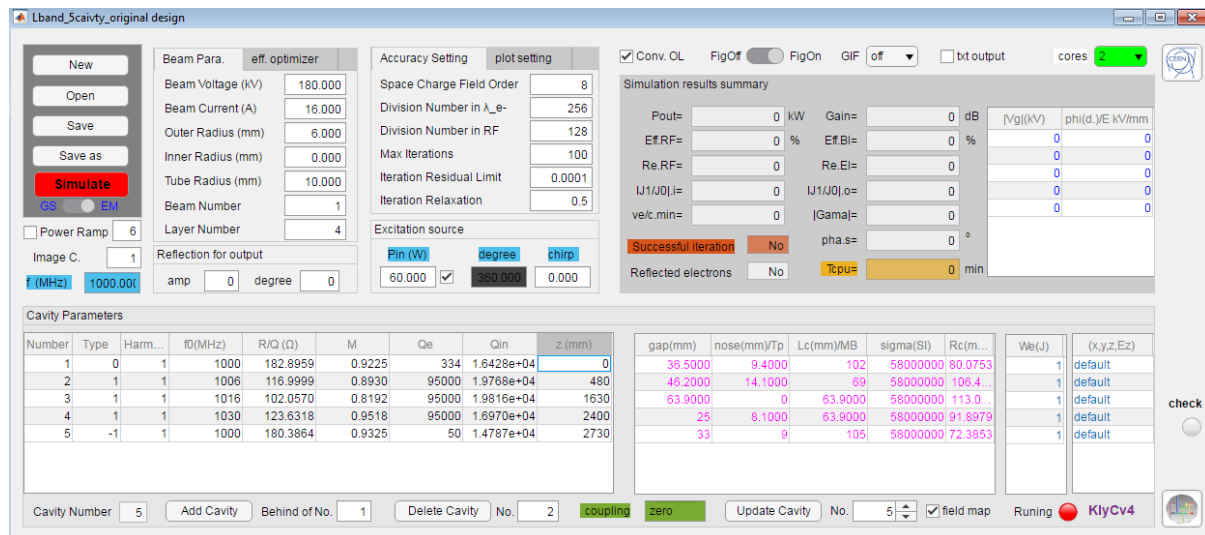 Lband_5caivty_original design
New
Open
Save
Save as
Simulate
GS EM
Power Ramp 6
Image C. 1
f (MHz) 1000.00(
Beam Para. eff. optimizer
Beam Voltage (kV) 180.000
Beam Current (A) 16.000
Outer Radius (mm) 6.000
Inner Radius (mm) 0.000
Tube Radius (mm) 10.000
Beam Number 1
Layer Number 4
Reflection for output
amp 0 degree 0
Accuracy Setting plot setting
Space Charge Field Order 8
Division Number in λ_e- 256
Division Number in RF 128
Max Iterations 100
Iteration Residual Limit 0.0001
Iteration Relaxation 0.5
Excitation source
Pin (W) degree chirp
60.000 360.000 0.000
Conv. OL FigOff FigOn GIF off txt output cores 2
CERN
Simulation results summary
Pout= 0 kW Gain= 0 dB
Eff.RF= 0 % Eff.BI= 0 %
Re.RF= 0 Re.El= 0
|J1/J0|.i= 0 |J1/J0|.o= 0
ve/c.min= 0 |Gama|= 0
Successful iteration No pha.s= 0 °
Reflected electrons No Tcpu= 0 min
|Vg|(kV) phi(d.)/E kV/mm
0 0
0 0
0 0
0 0
0 0
Cavity Parameters
Number Type Harm... f0(MHz) R/Q (Ω) M Qe Qin z (mm)
1 0 1 1000 182.8959 0.9225 334 1.6428e+04 0
2 1 1 1006 116.9999 0.8930 95000 1.9768e+04 480
3 1 1 1016 102.0570 0.8192 95000 1.9816e+04 1630
4 1 1 1030 123.6318 0.9518 95000 1.6970e+04 2400
5 -1 1 1000 180.3864 0.9325 50 1.4787e+04 2730
gap(mm) nose(mm)/Tp Lc(mm)/MB sigma(SI) Rc(m...
36.5000 9.4000 102 58000000 80.0753
46.2000 14.1000 69 58000000 106.4...
63.9000 0 63.9000 58000000 113.0...
25 8.1000 63.9000 58000000 91.8979
33 9 105 58000000 72.3853
We(J) (x,y,z,Ez)
1 default
1 default
1 default
1 default
1 default
check
Cavity Number 5 Add Cavity Behind of No. 1 Delete Cavity No. 2 coupling zero Update Cavity No. 5 field map Runing KlyCv4